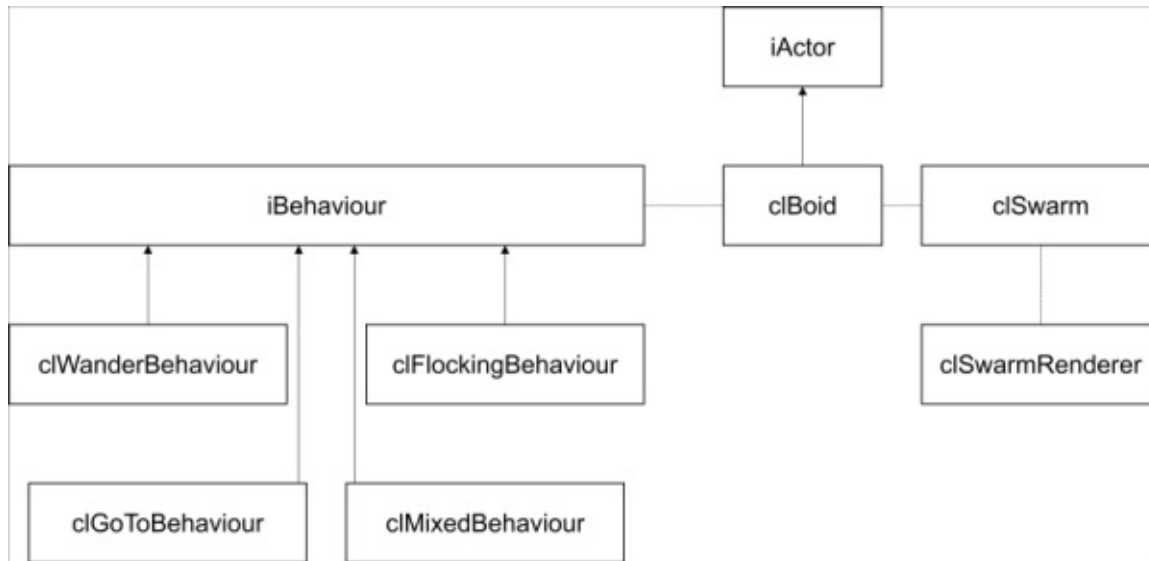 iActor
iBehaviour
clBoid
clSwarm
clWanderBehaviour
clFlockingBehaviour
clSwarmRenderer
clGoToBehaviour
clMixedBehaviour